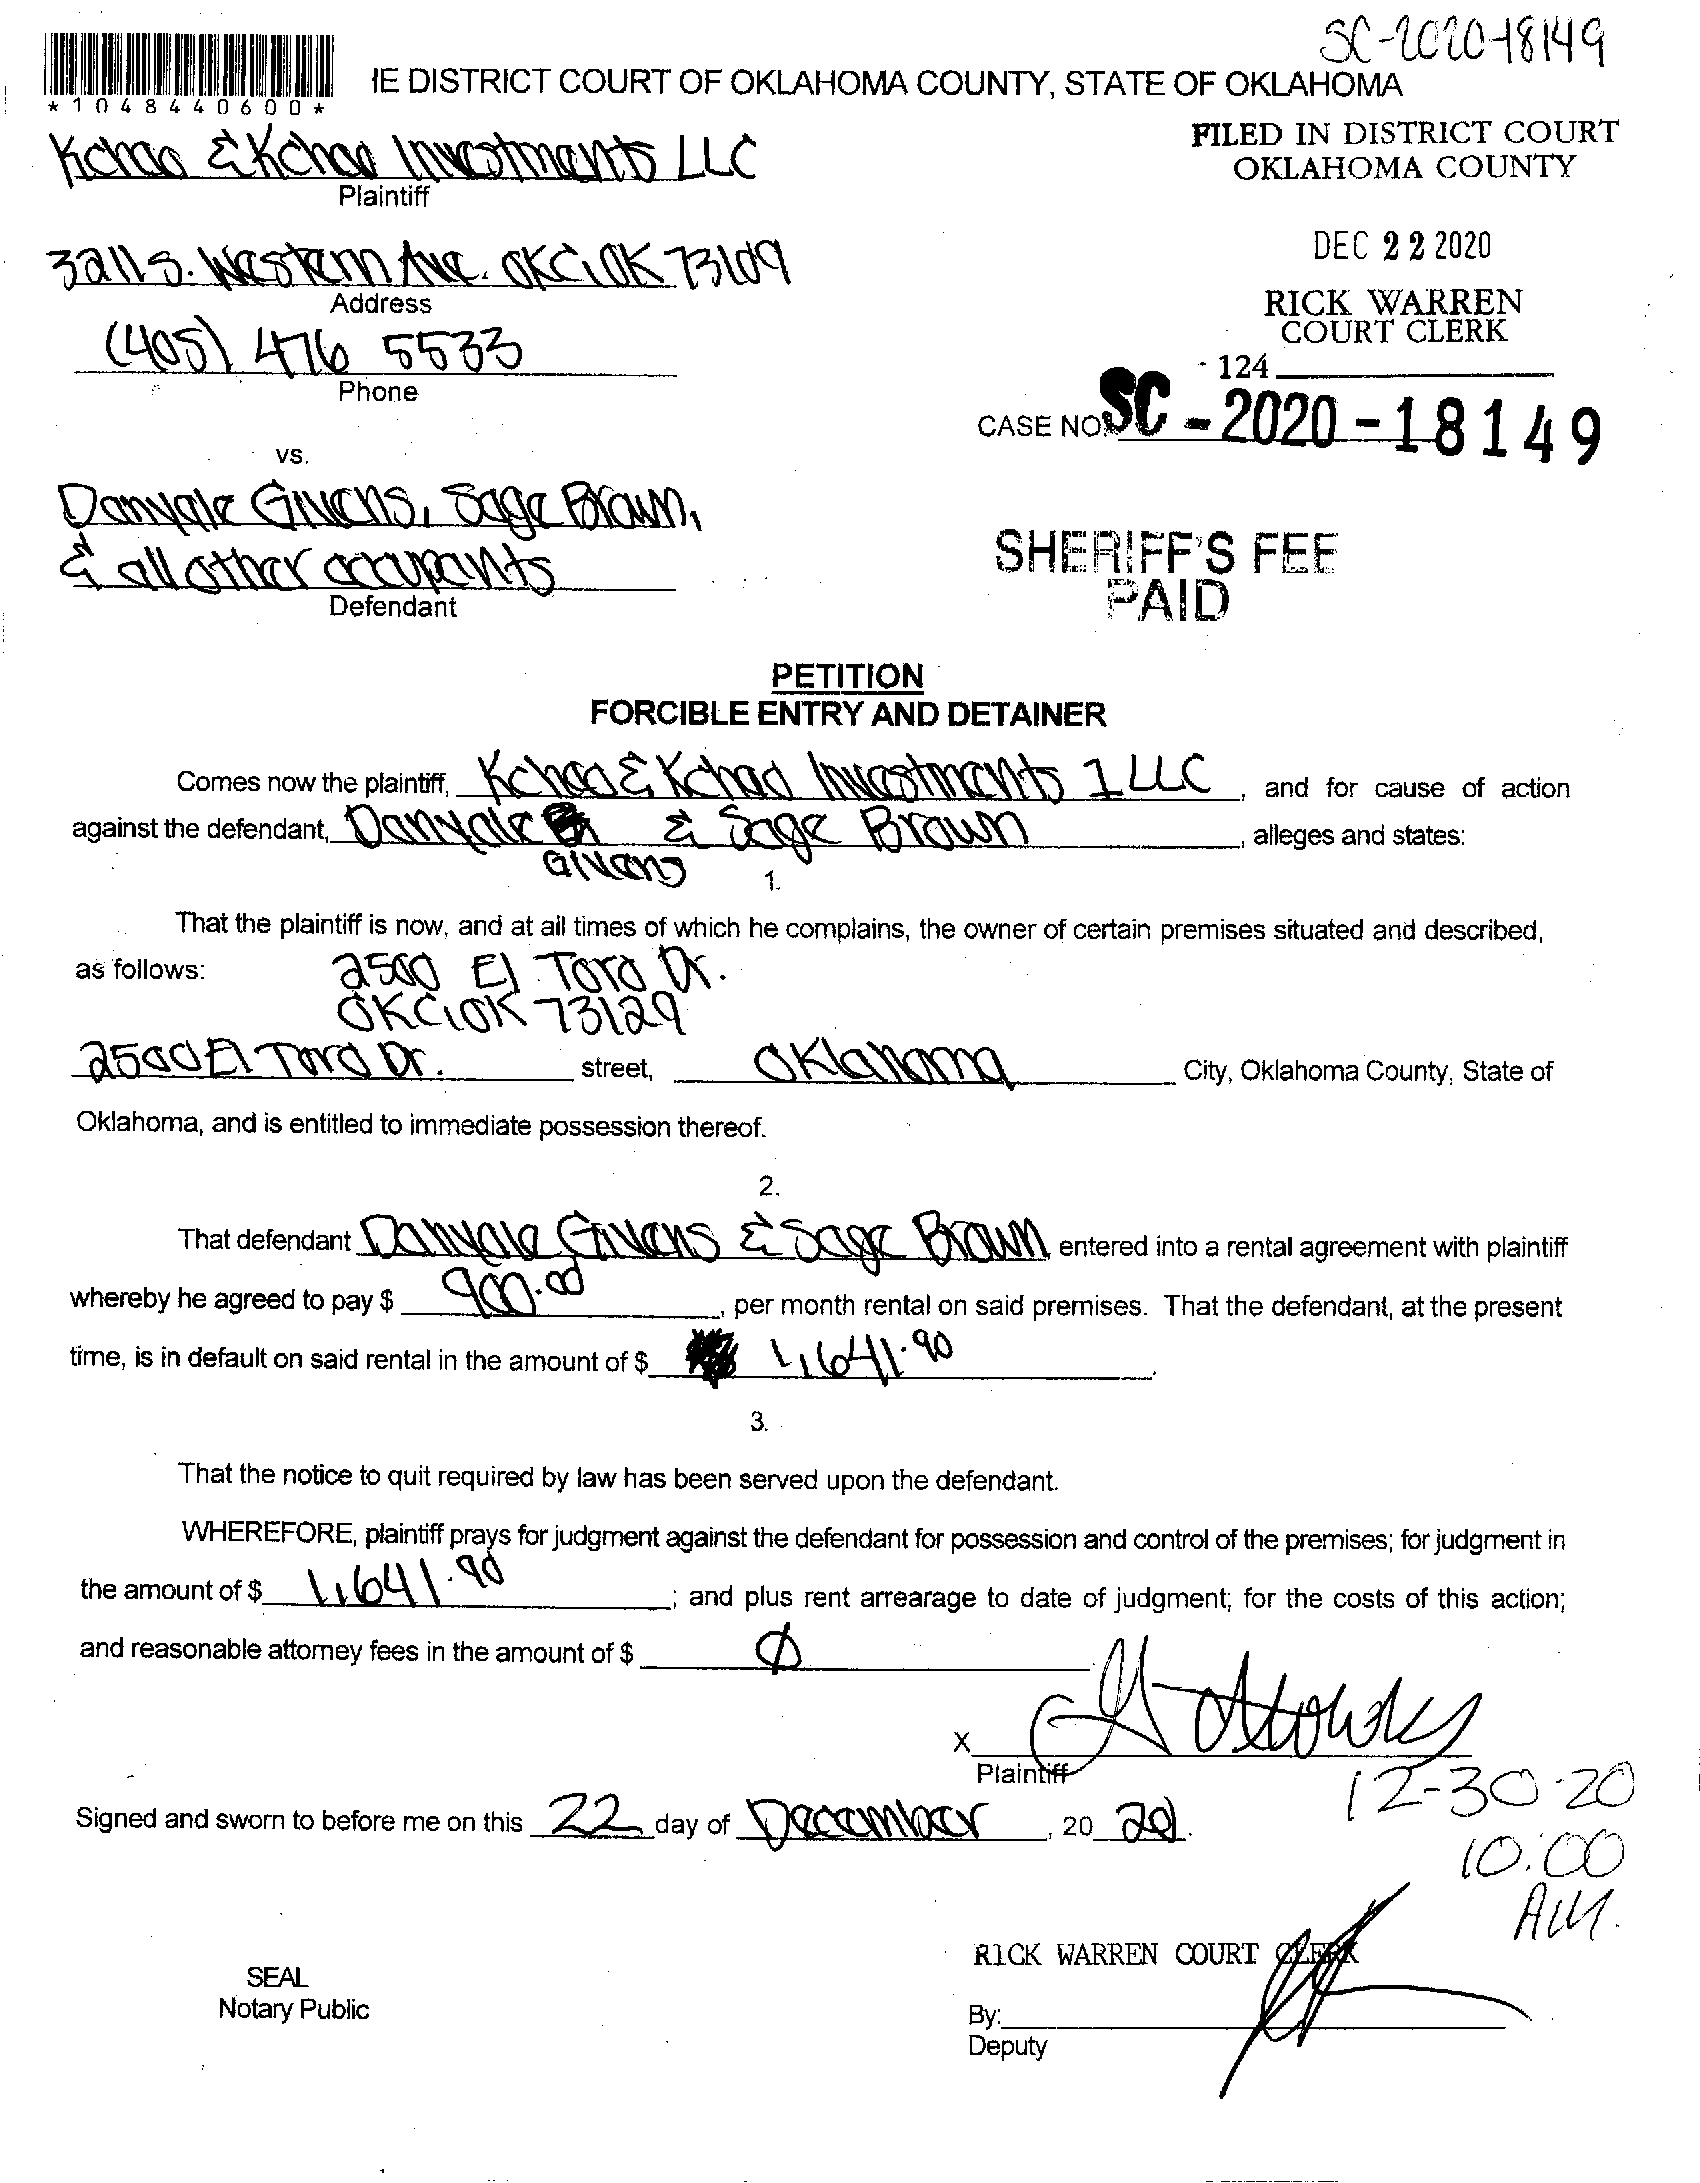 SC-2020-18149
*1048440600*
IE DISTRICT COURT OF OKLAHOMA COUNTY, STATE OF OKLAHOMA
FILED IN DISTRICT COURT
OKLAHOMA COUNTY
Kchao & Kchao Investments LLC
Plaintiff
DEC 22 2020
3211 S. Western Ave. OKC, OK 73109
Address
RICK WARREN
COURT CLERK
(405) 476 5533
Phone
124
CASE NO. SC-2020-18149
vs.
Danyale Givens, Sage Brown,
& all other occupants
Defendant
SHERIFF'S FEE
PAID
PETITION
FORCIBLE ENTRY AND DETAINER
Comes now the plaintiff, Kchao & Kchao Investments 1 LLC, and for cause of action
against the defendant, Danyale & Sage Brown, alleges and states:
Givens
1.
That the plaintiff is now, and at all times of which he complains, the owner of certain premises situated and described,
as follows: 2500 El Toro Dr.
OKC, OK 73129
2500 El Toro Dr. street, Oklahoma City, Oklahoma County, State of
Oklahoma, and is entitled to immediate possession thereof.
2.
That defendant Danyale Givens & Sage Brown entered into a rental agreement with plaintiff
whereby he agreed to pay $ 900.00, per month rental on said premises. That the defendant, at the present
time, is in default on said rental in the amount of $ 1,641.90.
3.
That the notice to quit required by law has been served upon the defendant.
WHEREFORE, plaintiff prays for judgment against the defendant for possession and control of the premises; for judgment in
the amount of $ 1,641.90; and plus rent arrearage to date of judgment; for the costs of this action;
and reasonable attorney fees in the amount of $ Ø
X
Plaintiff
12-30-20
Signed and sworn to before me on this 22 day of December, 20 20.
10:00
AM.
RICK WARREN COURT CLERK
SEAL
Notary Public
By:
Deputy